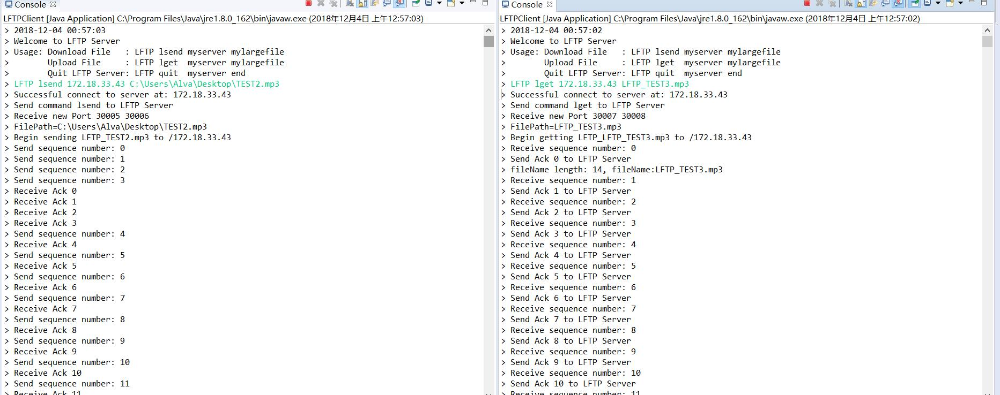 Console
LFTPClient [Java Application] C:\Program Files\Java\jre1.8.0_162\bin\javaw.exe (2018年12月4日 上午12:57:03)
> 2018-12-04 00:57:03
> Welcome to LFTP Server
> Usage: Download File   : LFTP lsend myserver mylargefile
>        Upload File     : LFTP lget  myserver mylargefile
>        Quit LFTP Server: LFTP quit  myserver end
> LFTP lsend 172.18.33.43 C:\Users\Alva\Desktop\TEST2.mp3
> Successful connect to server at: 172.18.33.43
> Send command lsend to LFTP Server
> Receive new Port 30005 30006
> FilePath=C:\Users\Alva\Desktop\TEST2.mp3
> Begin sending LFTP_TEST2.mp3 to /172.18.33.43
> Send sequence number: 0
> Send sequence number: 1
> Send sequence number: 2
> Send sequence number: 3
> Receive Ack 0
> Receive Ack 1
> Receive Ack 2
> Receive Ack 3
> Send sequence number: 4
> Receive Ack 4
> Send sequence number: 5
> Receive Ack 5
> Send sequence number: 6
> Receive Ack 6
> Send sequence number: 7
> Receive Ack 7
> Send sequence number: 8
> Receive Ack 8
> Send sequence number: 9
> Receive Ack 9
> Send sequence number: 10
> Receive Ack 10
> Send sequence number: 11
> Receive Ack 11
Console
LFTPClient [Java Application] C:\Program Files\Java\jre1.8.0_162\bin\javaw.exe (2018年12月4日 上午12:57:02)
> 2018-12-04 00:57:02
> Welcome to LFTP Server
> Usage: Download File   : LFTP lsend myserver mylargefile
>        Upload File     : LFTP lget  myserver mylargefile
>        Quit LFTP Server: LFTP quit  myserver end
> LFTP lget 172.18.33.43 LFTP_TEST3.mp3
> Successful connect to server at: 172.18.33.43
> Send command lget to LFTP Server
> Receive new Port 30007 30008
> FilePath=LFTP_TEST3.mp3
> Begin getting LFTP_LFTP_TEST3.mp3 to /172.18.33.43
> Receive sequence number: 0
> Send Ack 0 to LFTP Server
> fileName length: 14, fileName:LFTP_TEST3.mp3
> Receive sequence number: 1
> Send Ack 1 to LFTP Server
> Receive sequence number: 2
> Send Ack 2 to LFTP Server
> Receive sequence number: 3
> Send Ack 3 to LFTP Server
> Receive sequence number: 4
> Send Ack 4 to LFTP Server
> Receive sequence number: 5
> Send Ack 5 to LFTP Server
> Receive sequence number: 6
> Send Ack 6 to LFTP Server
> Receive sequence number: 7
> Send Ack 7 to LFTP Server
> Receive sequence number: 8
> Send Ack 8 to LFTP Server
> Receive sequence number: 9
> Send Ack 9 to LFTP Server
> Receive sequence number: 10
> Send Ack 10 to LFTP Server
> Receive sequence number: 11